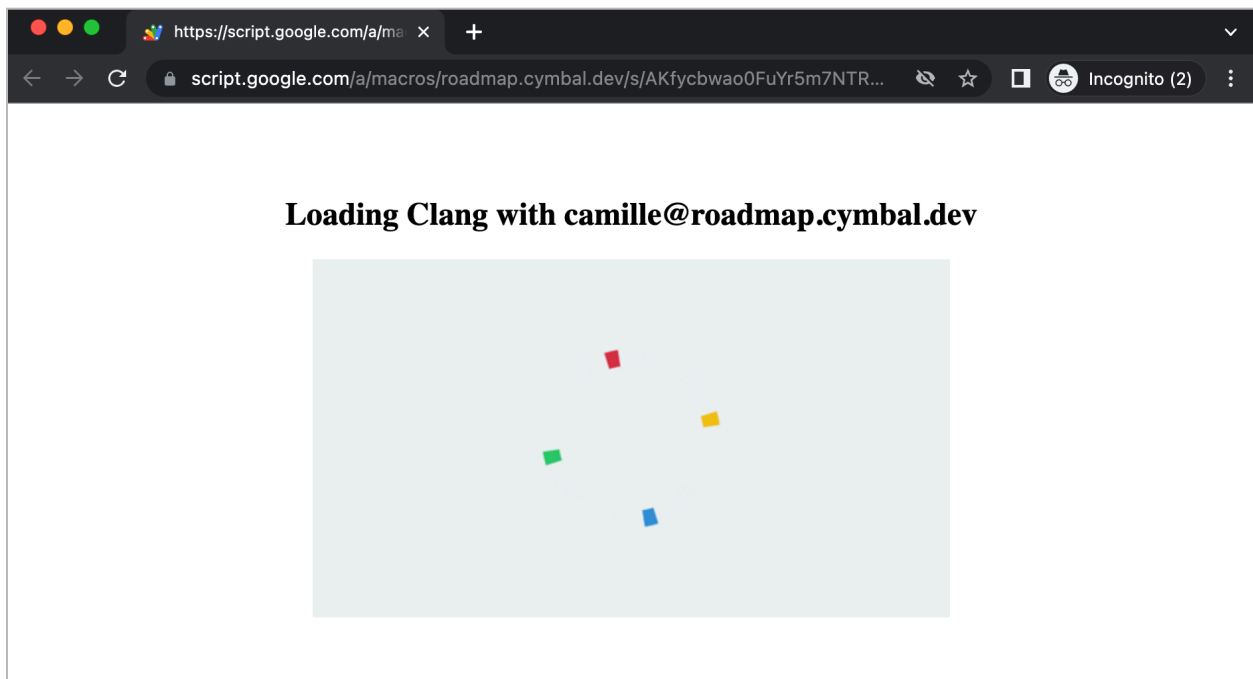 https://script.google.com/a/ma
script.google.com/a/macros/roadmap.cymbal.dev/s/AKfycbwao0FuYr5m7NTR...
Incognito (2)
Loading Clang with camille@roadmap.cymbal.dev